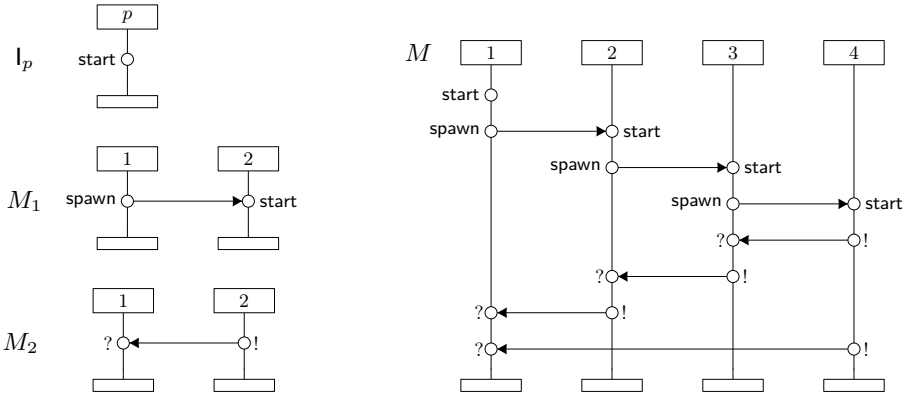 p
I_p start
M 1 2 3 4
start
spawn start
1 2
spawn start
M_1 spawn start
spawn start
? !
? !
1 2
? !
M_2 ? !
? !